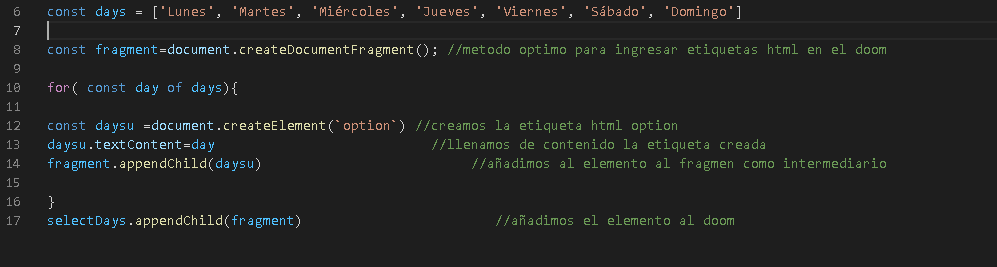 6 const days = ['Lunes', 'Martes', 'Miércoles', 'Jueves', 'Viernes', 'Sábado', 'Domingo']
7
8 const fragment=document.createDocumentFragment(); //metodo optimo para ingresar etiquetas html en el doom
9
10 for( const day of days){
11
12 const daysu =document.createElement(`option`) //creamos la etiqueta html option
13 daysu.textContent=day //llenamos de contenido la etiqueta creada
14 fragment.appendChild(daysu) //añadimos al elemento al fragmen como intermediario
15
16 }
17 selectDays.appendChild(fragment) //añadimos el elemento al doom